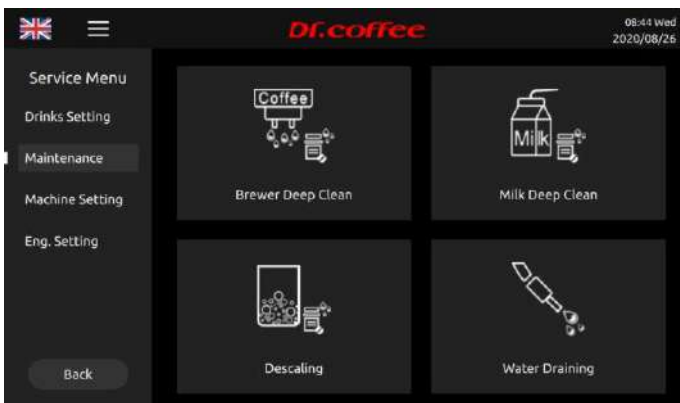 Dr.coffee
08:44 Wed
2020/08/26
Service Menu
Drinks Setting
Maintenance
Machine Setting
Eng. Setting
Back
Coffee
Brewer Deep Clean
Milk
Milk Deep Clean
Descaling
Water Draining